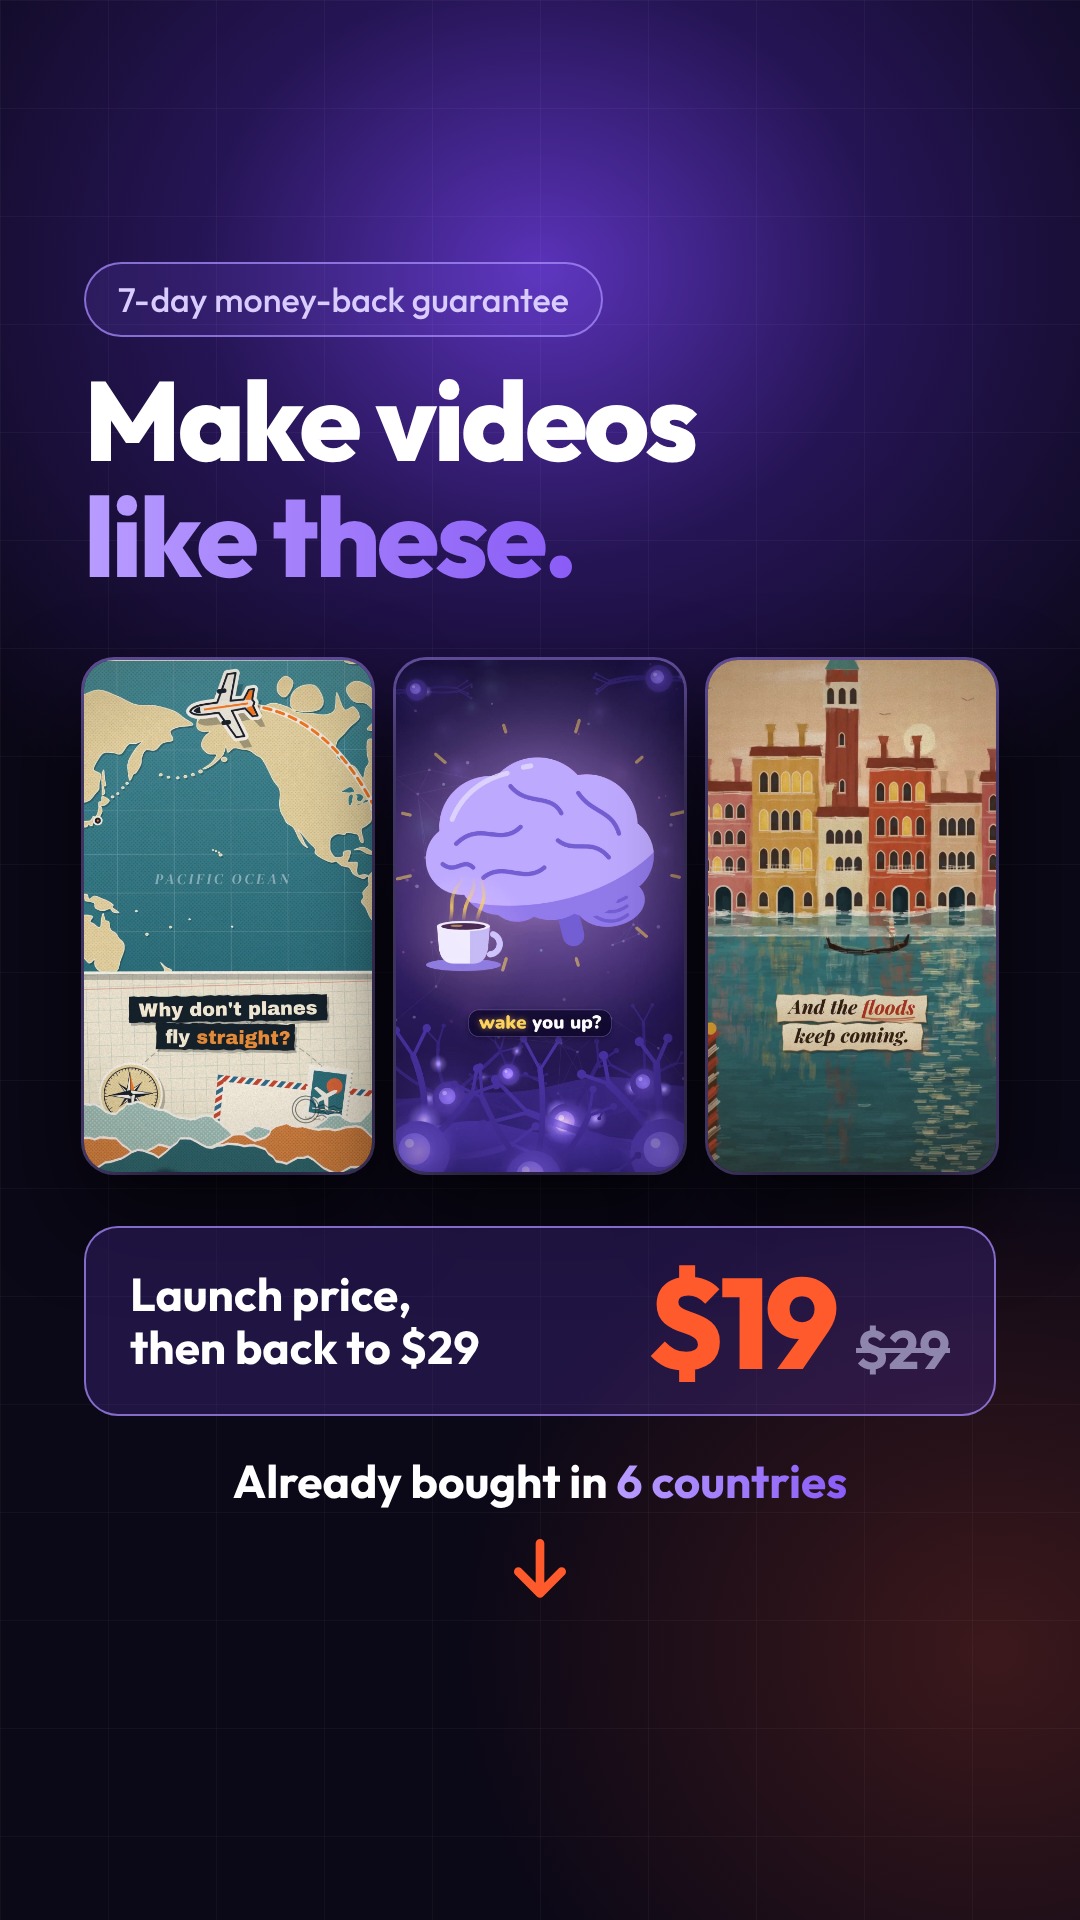 7-day money-back guarantee
Make videos
like these.
PACIFIC OCEAN
Why don't planes
fly straight?
wake you up?
And the floods
keep coming.
Launch price,
then back to $29
$19 $29
Already bought in 6 countries